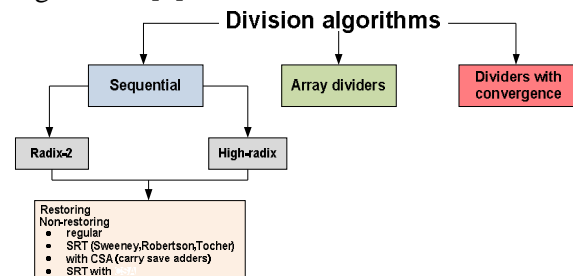 Division algorithms
Sequential
Array dividers
Dividers with
convergence
Radix-2
High-radix
Restoring
Non-restoring
• regular
• SRT (Sweeney,Robertson,Tocher)
• with CSA (carry save adders)
• SRT with